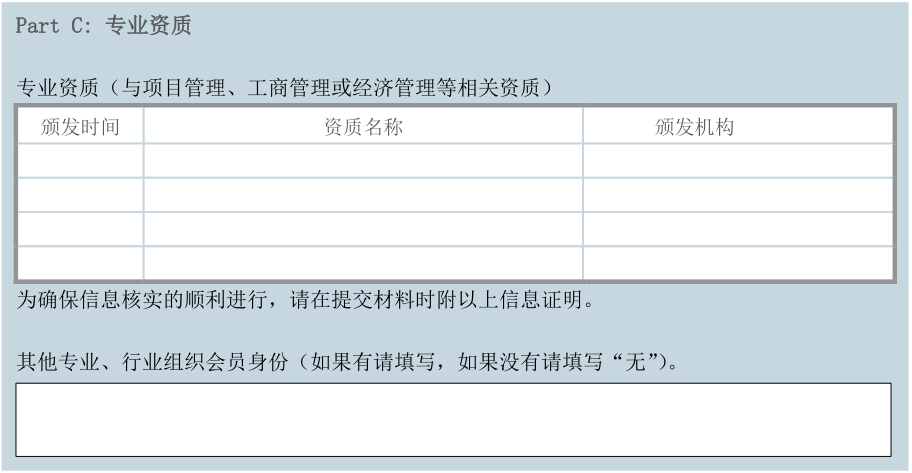 Part C: 专业资质
专业资质（与项目管理、工商管理或经济管理等相关资质）
颁发时间 资质名称 颁发机构
为确保信息核实的顺利进行，请在提交材料时附以上信息证明。
其他专业、行业组织会员身份（如果有请填写，如果没有请填写“无”）。